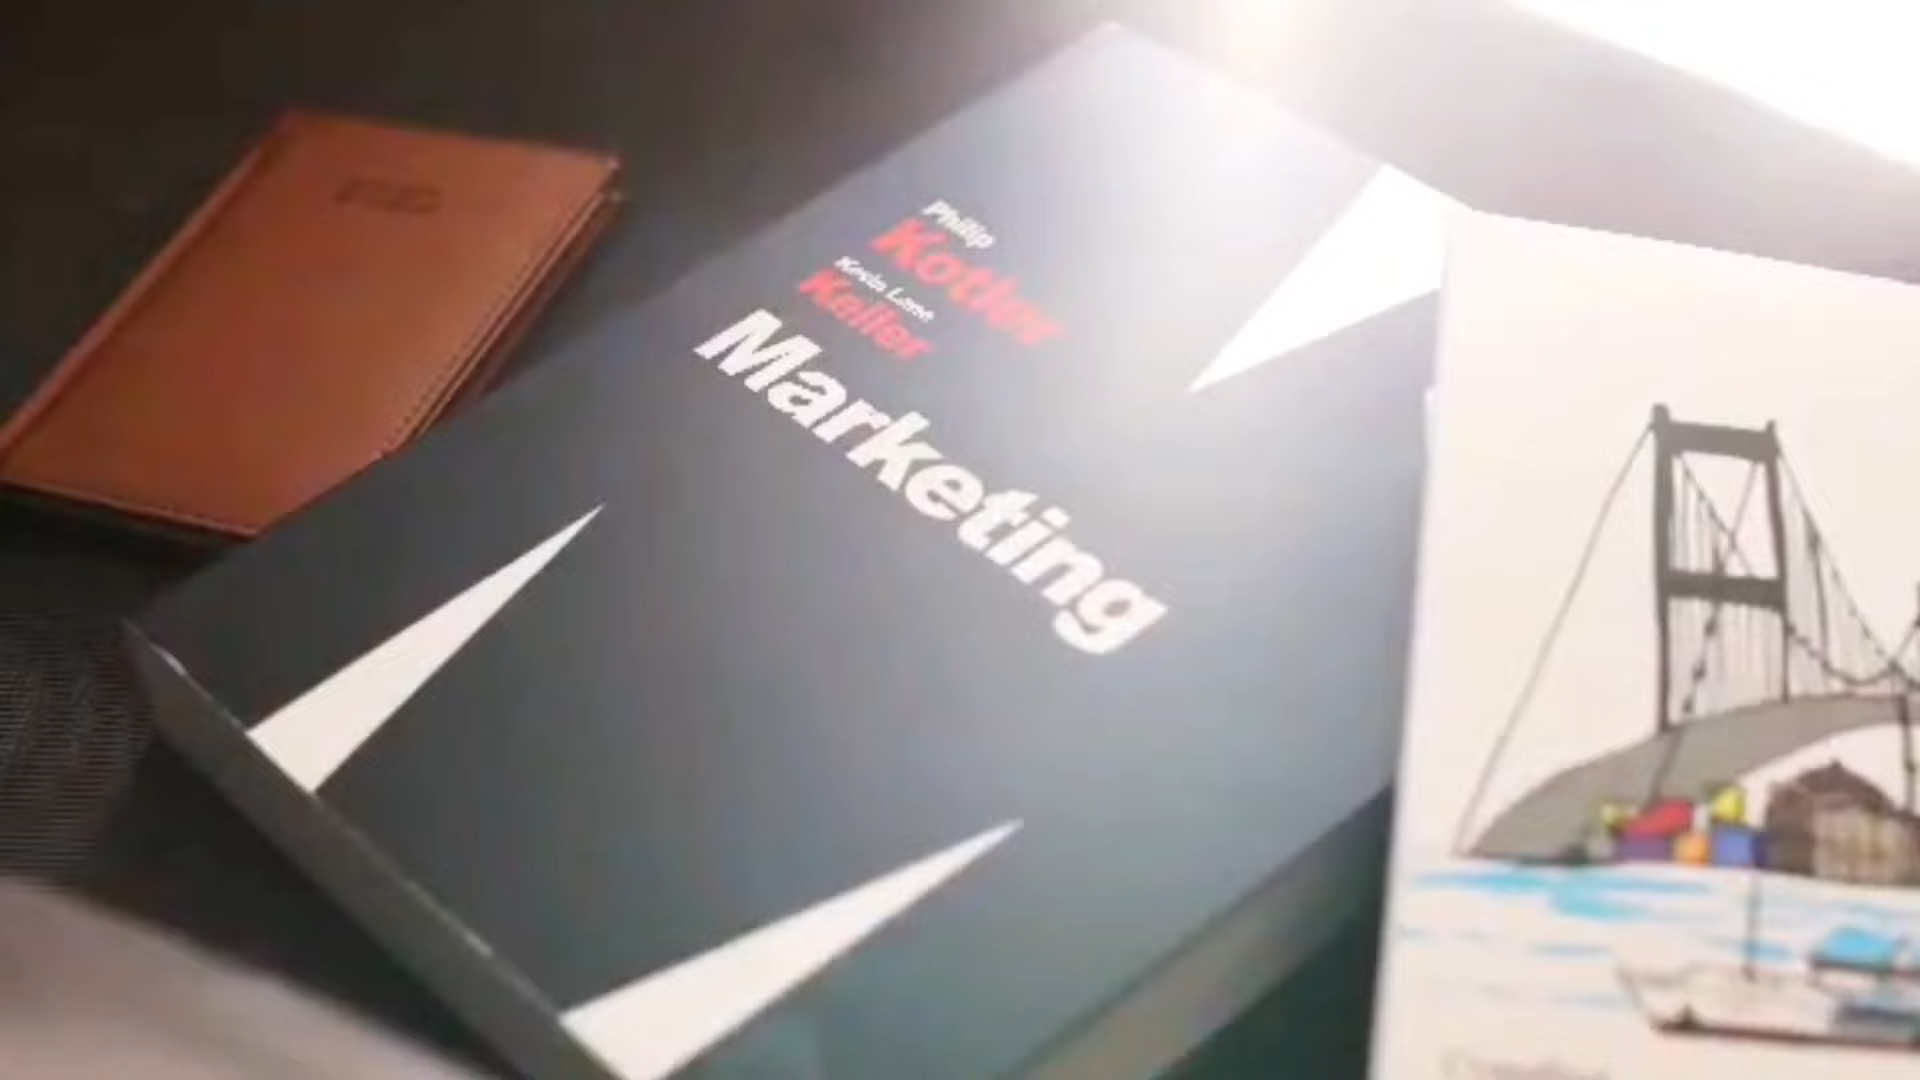 Philip
Kotler
Kevin Lane
Keller
Marketing